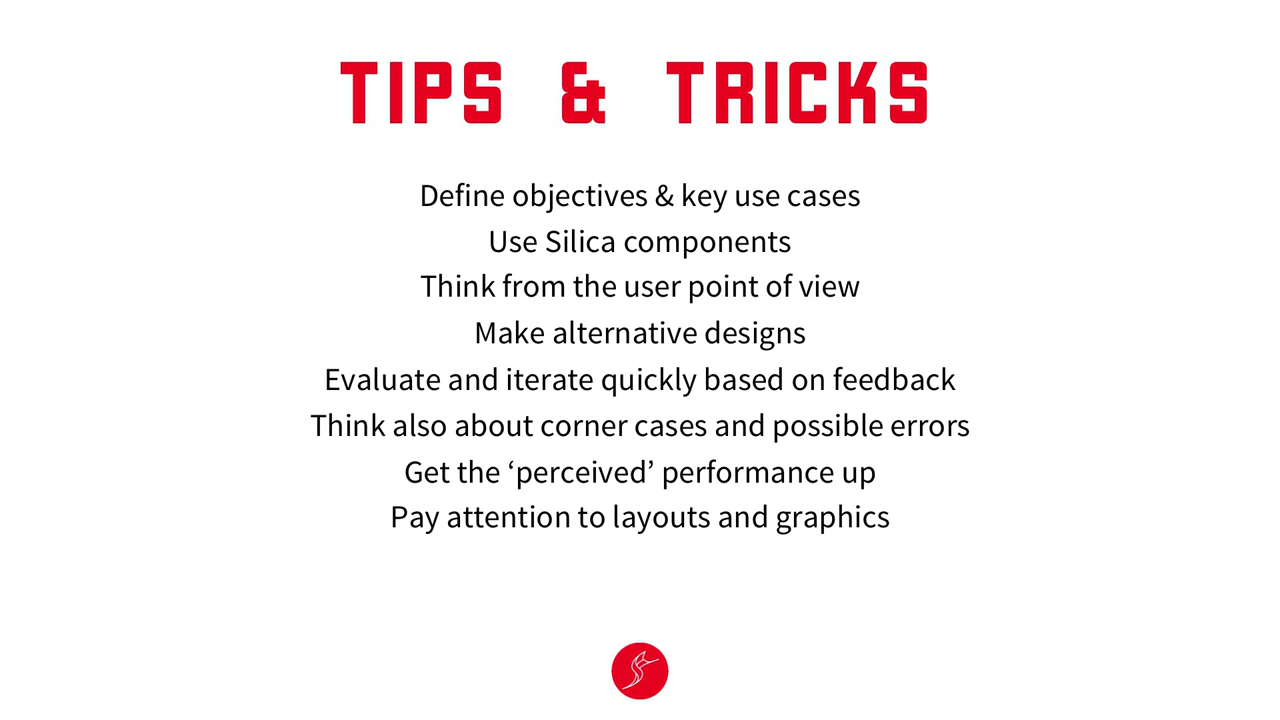 TIPS & TRICKS
Define objectives & key use cases
Use Silica components
Think from the user point of view
Make alternative designs
Evaluate and iterate quickly based on feedback
Think also about corner cases and possible errors
Get the ‘perceived’ performance up
Pay attention to layouts and graphics